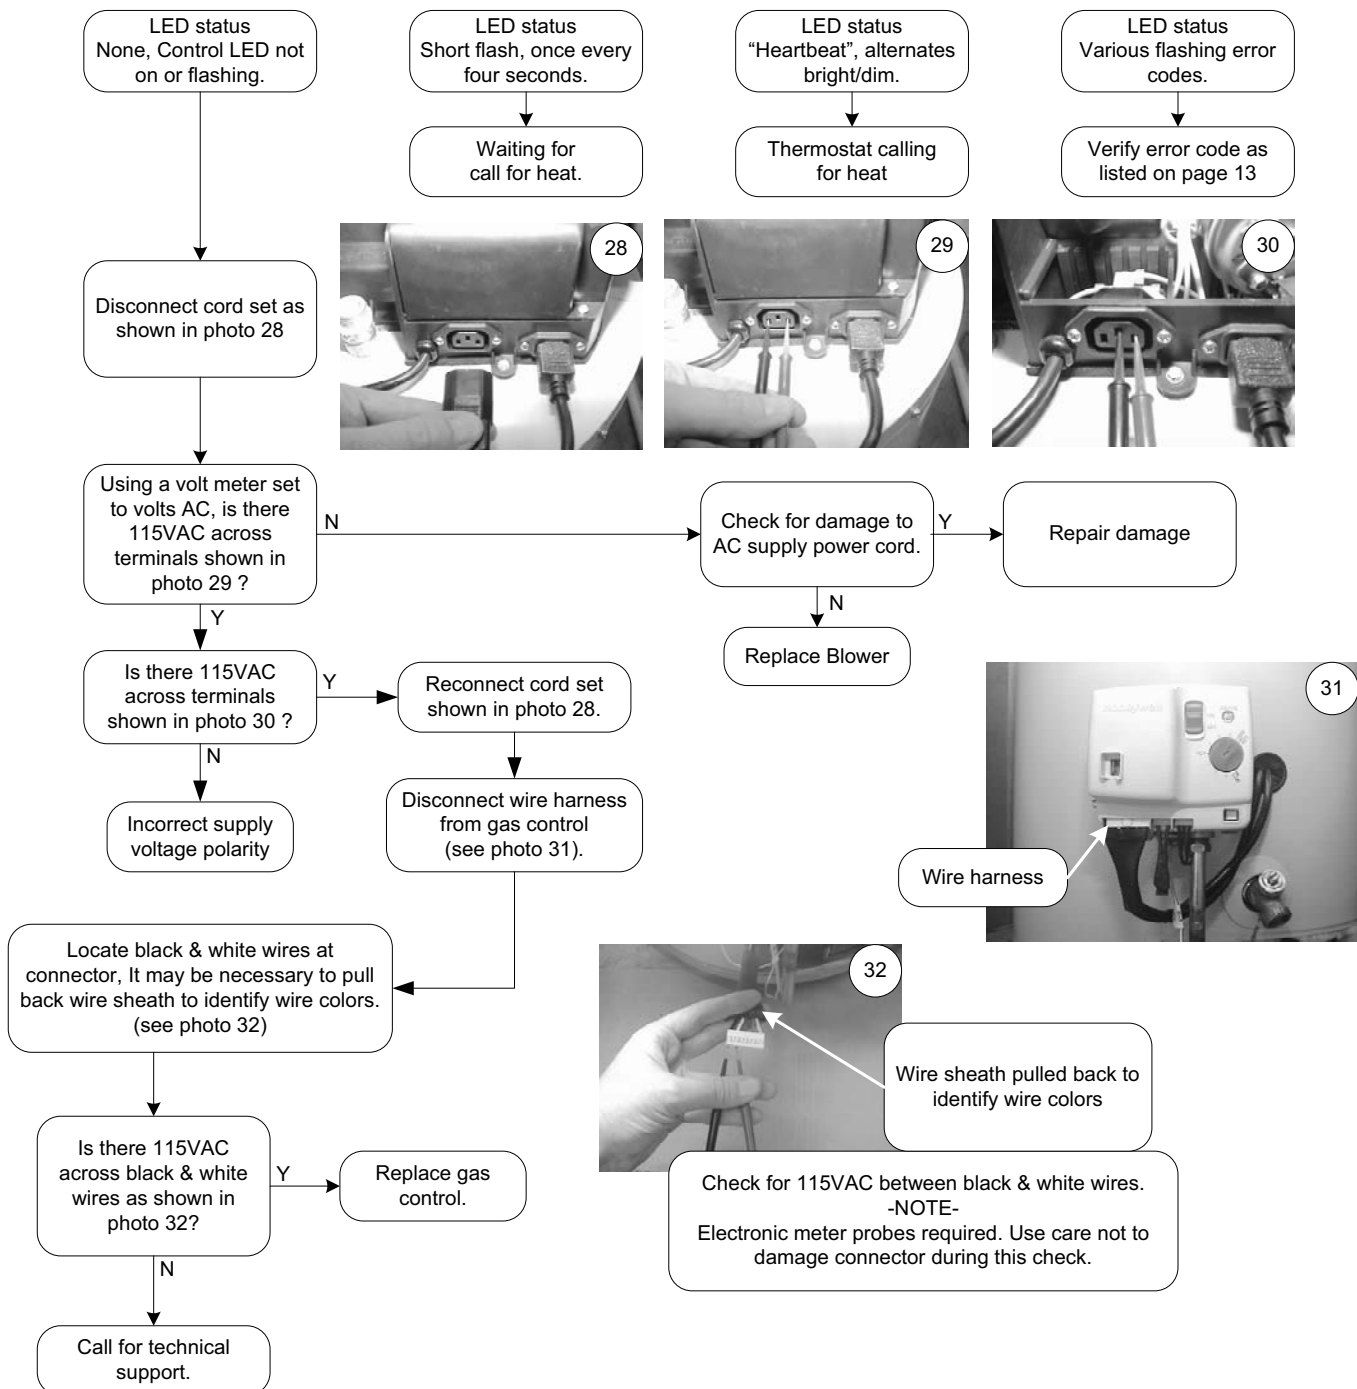 LED status
None, Control LED not
on or flashing.
LED status
Short flash, once every
four seconds.
LED status
“Heartbeat”, alternates
bright/dim.
LED status
Various flashing error
codes.
Waiting for
call for heat.
Thermostat calling
for heat
Verify error code as
listed on page 13
28
29
30
Disconnect cord set as
shown in photo 28
Using a volt meter set
to volts AC, is there
115VAC across
terminals shown in
photo 29 ?
N
Check for damage to
AC supply power cord.
Y
Repair damage
Y
N
Replace Blower
Is there 115VAC
across terminals
shown in photo 30 ?
Y
Reconnect cord set
shown in photo 28.
N
Incorrect supply
voltage polarity
Disconnect wire harness
from gas control
(see photo 31).
31
Honeywell
Wire harness
Locate black & white wires at
connector, It may be necessary to pull
back wire sheath to identify wire colors.
(see photo 32)
32
Wire sheath pulled back to
identify wire colors
Is there 115VAC
across black & white
wires as shown in
photo 32?
Y
Replace gas
control.
Check for 115VAC between black & white wires.
-NOTE-
Electronic meter probes required. Use care not to
damage connector during this check.
N
Call for technical
support.